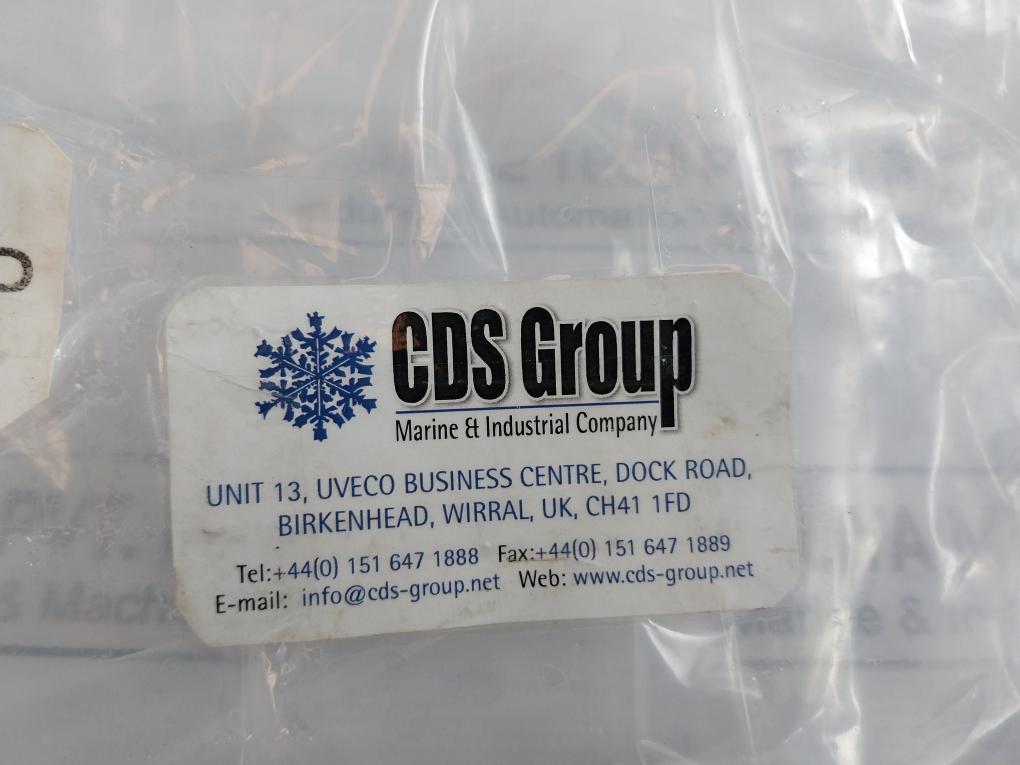 CDS Group
Marine & Industrial Company
UNIT 13, UVECO BUSINESS CENTRE, DOCK ROAD,
BIRKENHEAD, WIRRAL, UK, CH41 1FD
Tel:+44(0) 151 647 1888 Fax:+44(0) 151 647 1889
E-mail: info@cds-group.net Web: www.cds-group.net
& Mach